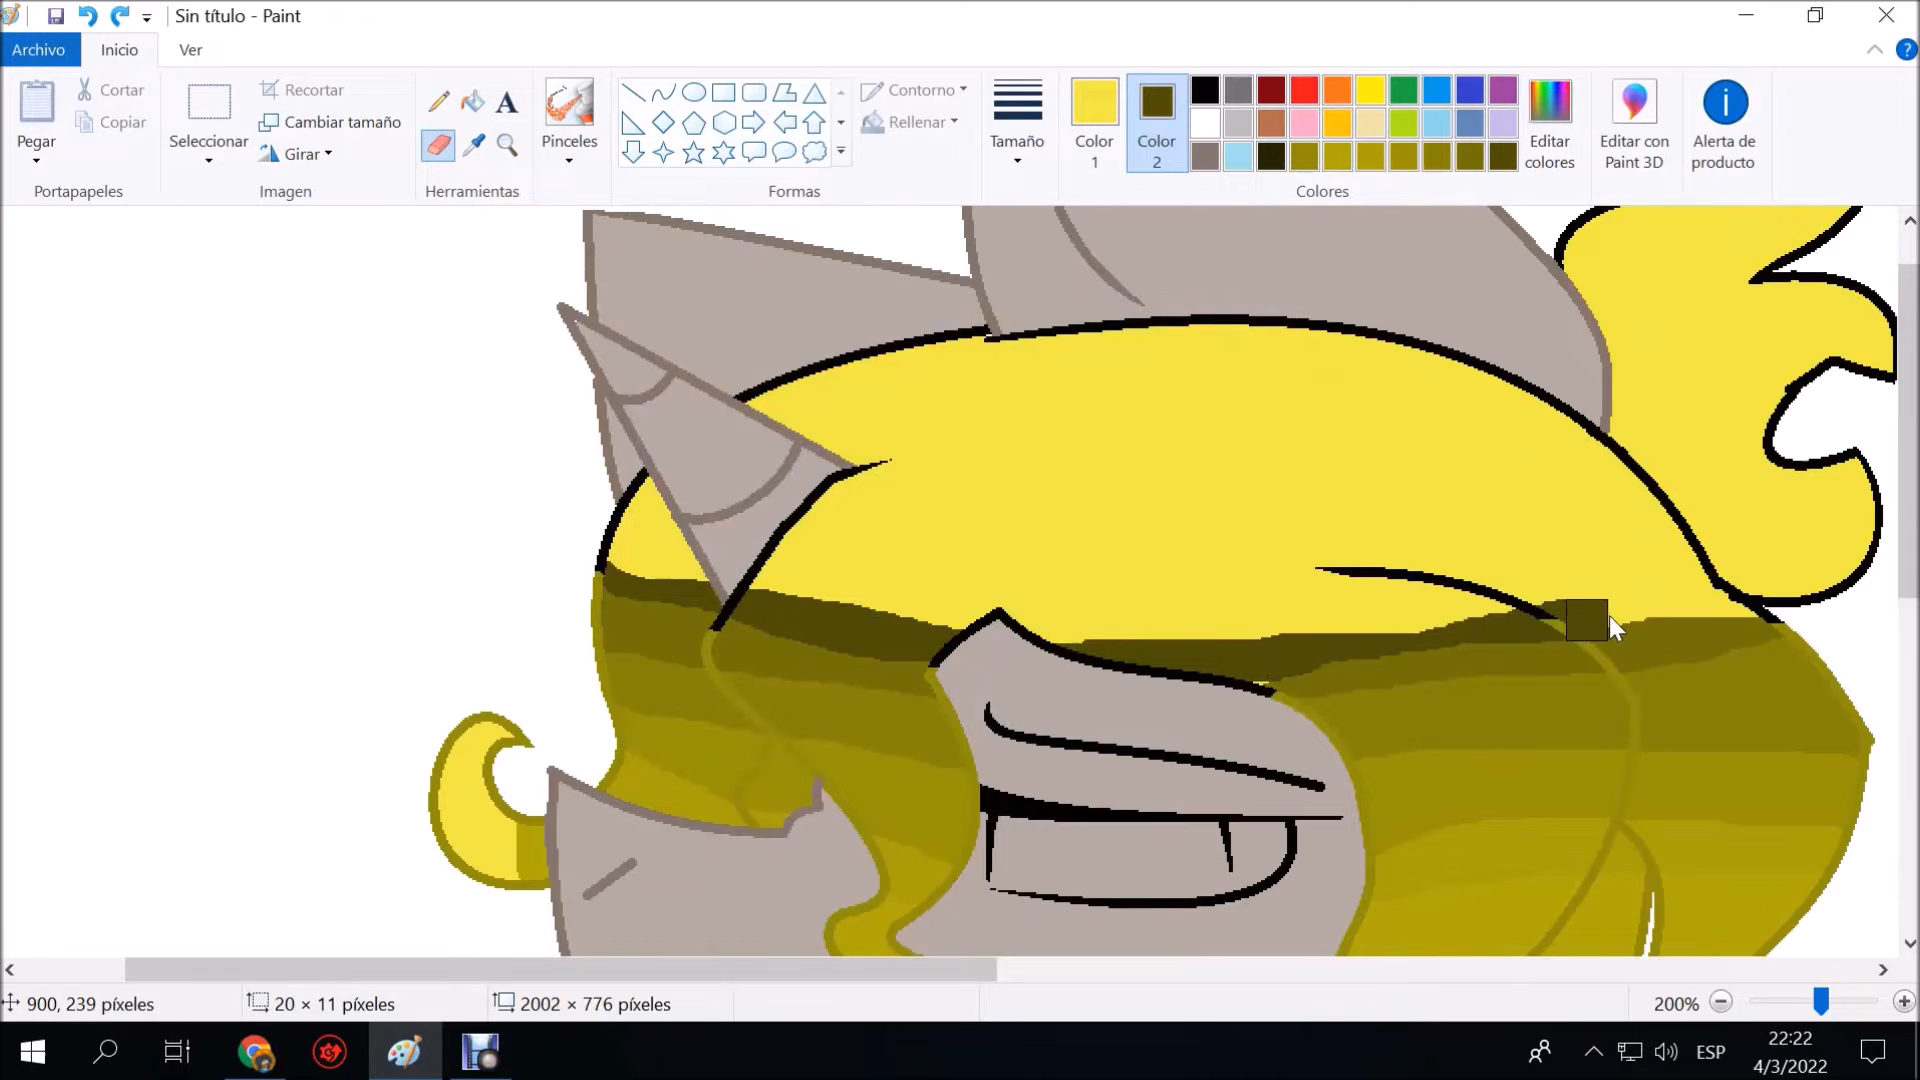 Sin título - Paint
Archivo Inicio Ver
Pegar
Cortar
Copiar
Portapapeles
Seleccionar
Recortar
Cambiar tamaño
Girar
Imagen
A
Herramientas
Pinceles
Formas
Contorno
Rellenar
Tamaño
Color
1
Color
2
Colores
Editar
colores
Editar con
Paint 3D
Alerta de
producto
900, 239 píxeles
20 × 11 píxeles
2002 × 776 píxeles
200%
ESP
22:22
4/3/2022